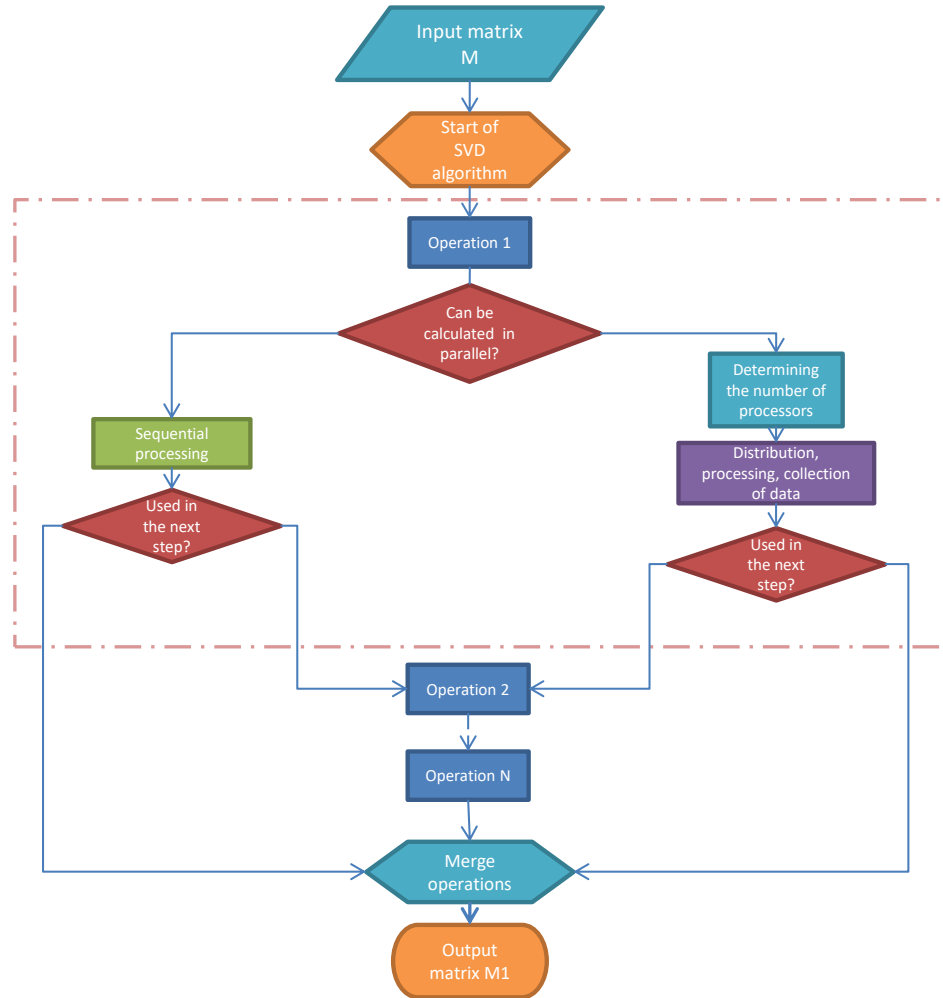 Input matrix
M
Start of
SVD
algorithm
Operation 1
Can be
calculated in
parallel?
Determining
the number of
processors
Sequential
processing
Distribution,
processing, collection
of data
Used in
the next
step?
Used in
the next
step?
Operation 2
Operation N
Merge
operations
Output
matrix M1